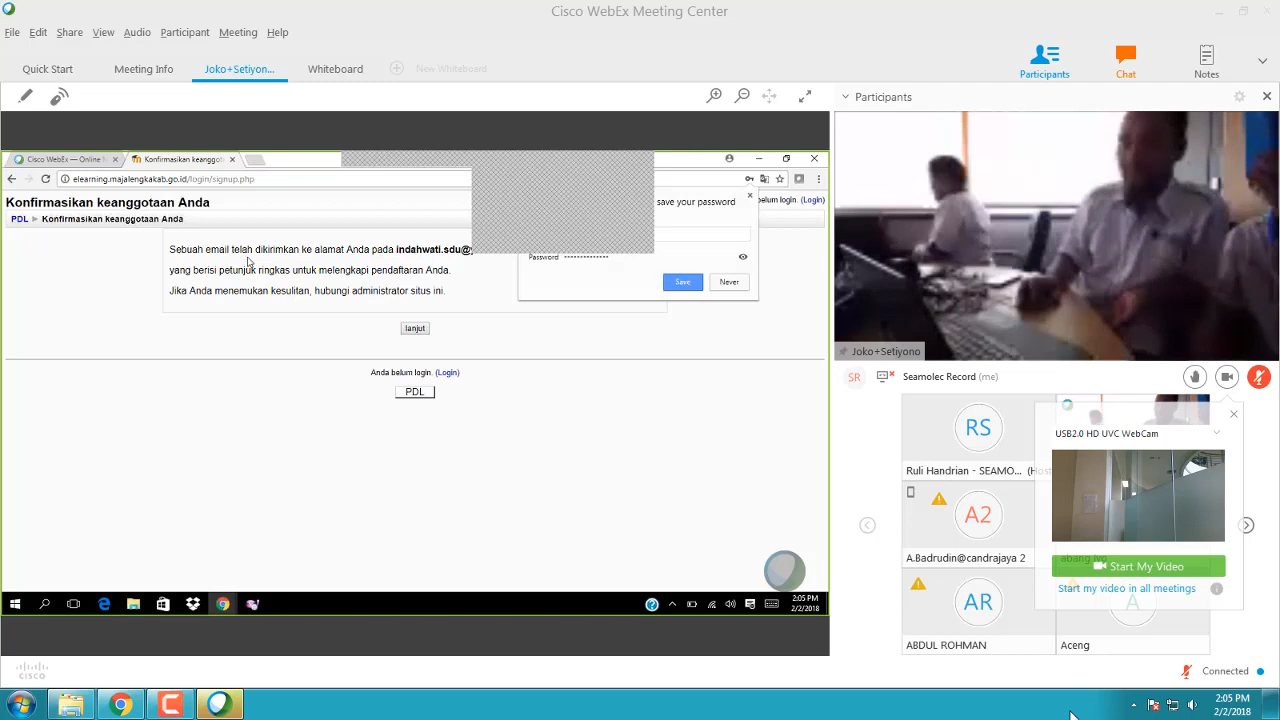 Cisco WebEx Meeting Center
File Edit Share View Audio Participant Meeting Help
Quick Start Meeting Info Joko+Setiyon... Whiteboard New Whiteboard
Participants Chat Notes
Participants
Cisco WebEx — Online Konfirmasikan keanggot
elearning.majalengkakab.go.id/login/signup.php
Konfirmasikan keanggotaan Anda
save your password
belum login. (Login)
PDL ► Konfirmasikan keanggotaan Anda
Sebuah email telah dikirimkan ke alamat Anda pada indahwati.sdu@
yang berisi petunjuk ringkas untuk melengkapi pendaftaran Anda.
Jika Anda menemukan kesulitan, hubungi administrator situs ini.
Password ••••••••••••••
Save Never
lanjut
Anda belum login. (Login)
PDL
2:05 PM
2/2/2018
Joko+Setiyono
SR Seamolec Record (me)
RS
Ruli Handrian - SEAMO... (Host
A2
A.Badrudin@candrajaya 2
AR
ABDUL ROHMAN
USB2.0 HD UVC WebCam
Start My Video
Start my video in all meetings
A
Aceng
cisco
Connected
2:05 PM
2/2/2018